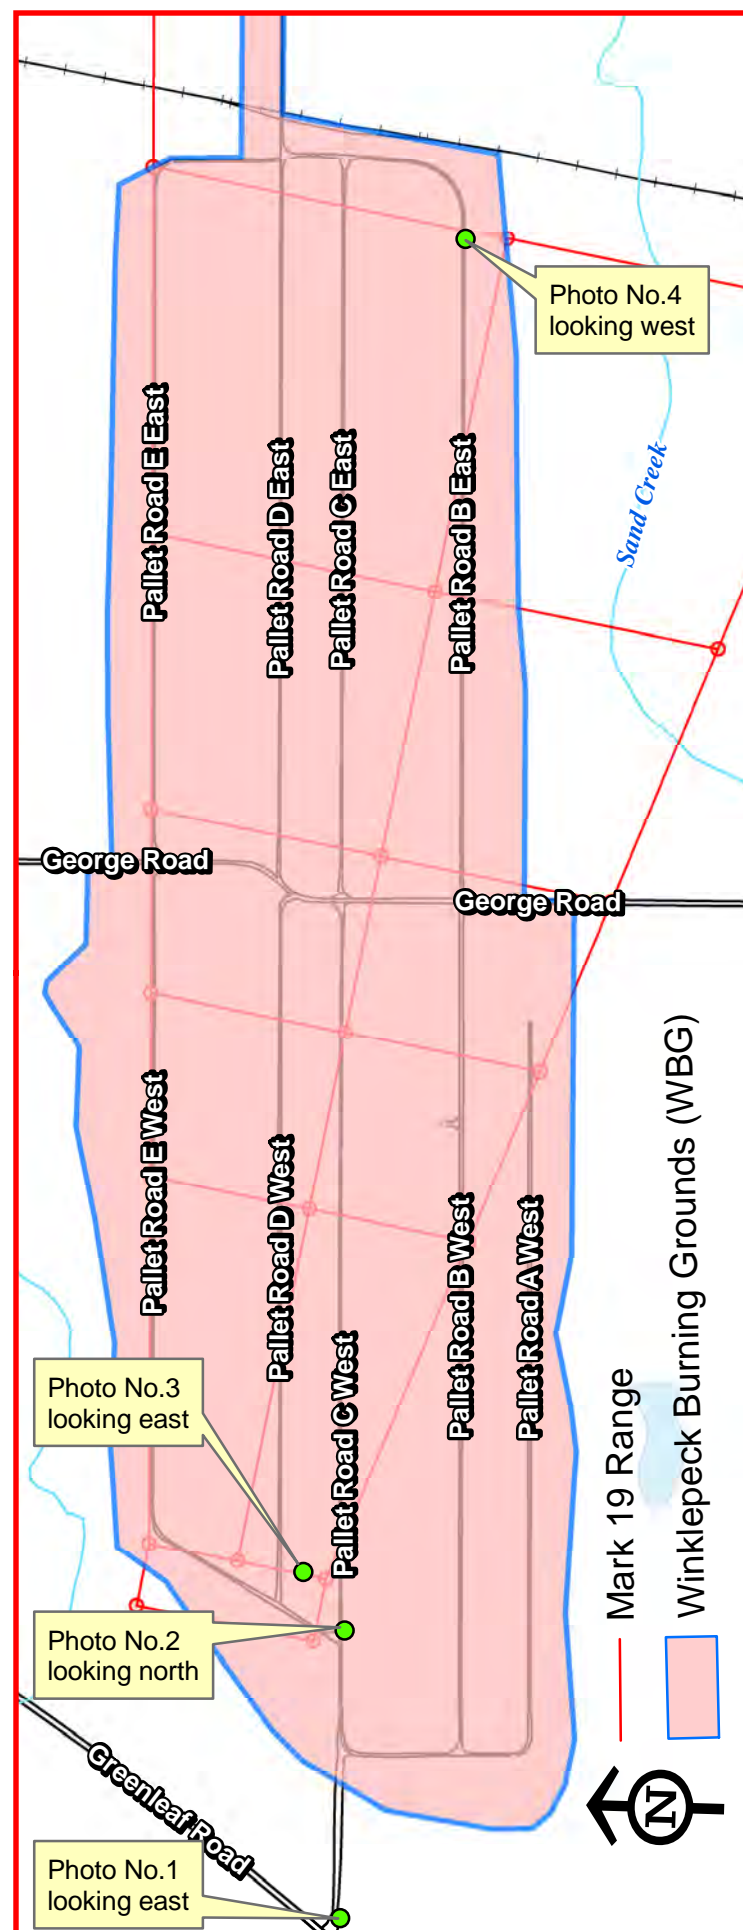 Photo No.4
looking west
Pallet Road E East
Pallet Road D East
Pallet Road C East
Pallet Road B East
Sand Creek
George Road
George Road
Pallet Road E West
Pallet Road D West
Pallet Road C West
Pallet Road B West
Pallet Road A West
Photo No.3
looking east
Photo No.2
looking north
Greenleaf Road
Photo No.1
looking east
Mark 19 Range
Winklepeck Burning Grounds (WBG)
N